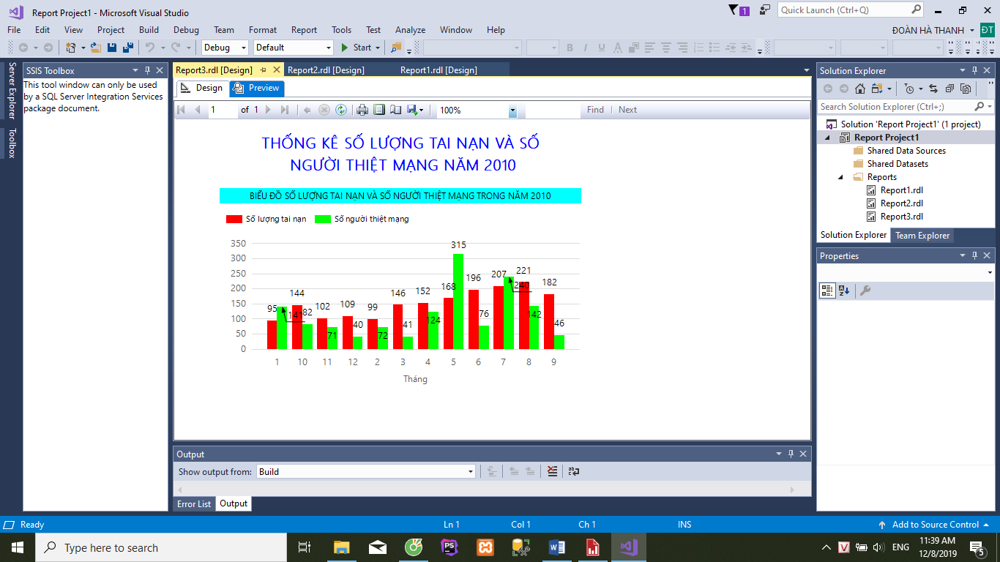 Report Project1 - Microsoft Visual Studio
1
Quick Launch (Ctrl+Q)
File Edit View Project Build Debug Team Format Report Tools Test Analyze Window Help
ĐOÀN HÀ THANH ĐT
Debug Default Start
Server Explorer
Toolbox
SSIS Toolbox
This tool window can only be used
by a SQL Server Integration Services
package document.
Report3.rdl [Design] Report2.rdl [Design] Report1.rdl [Design]
Design Preview
1 of 1 100% Find Next
THỐNG KÊ SỐ LƯỢNG TAI NẠN VÀ SỐ
NGƯỜI THIỆT MẠNG NĂM 2010
BIỂU ĐỒ SỐ LƯỢNG TAI NẠN VÀ SỐ NGƯỜI THIỆT MẠNG TRONG NĂM 2010
Số lượng tai nạn Số người thiệt mạng
350
300
250
200
150
100
50
0
95 141 144 82 102 71 109 40 99 72 146 41 152 124 168 315 196 76 207 240 221 142 182 46
1 10 11 12 2 3 4 5 6 7 8 9
Tháng
Output
Show output from: Build
Error List Output
Solution Explorer
Search Solution Explorer (Ctrl+;)
Solution 'Report Project1' (1 project)
Report Project1
Shared Data Sources
Shared Datasets
Reports
Report1.rdl
Report2.rdl
Report3.rdl
Solution Explorer Team Explorer
Properties
Ready Ln 1 Col 1 Ch 1 INS Add to Source Control
Type here to search
PS
V
ENG
11:39 AM
12/8/2019
5